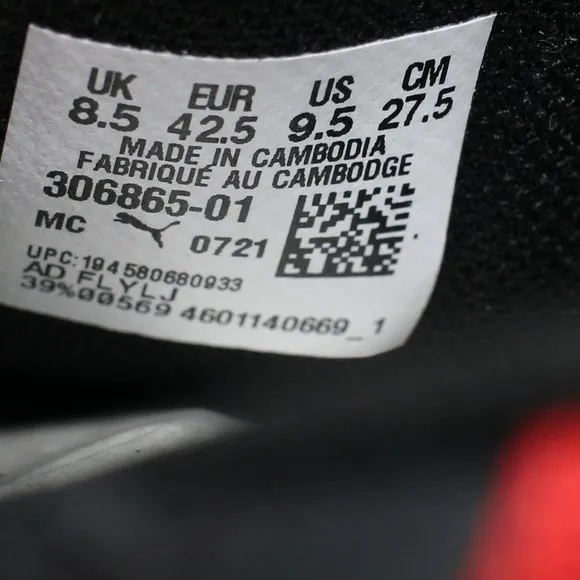 UK EUR US CM
8.5 42.5 9.5 27.5
MADE IN CAMBODIA
FABRIQUÉ AU CAMBODGE
306865-01
MC 0721
UPC:194580680933
AD FLYLJ
39%00569 4601140669_1